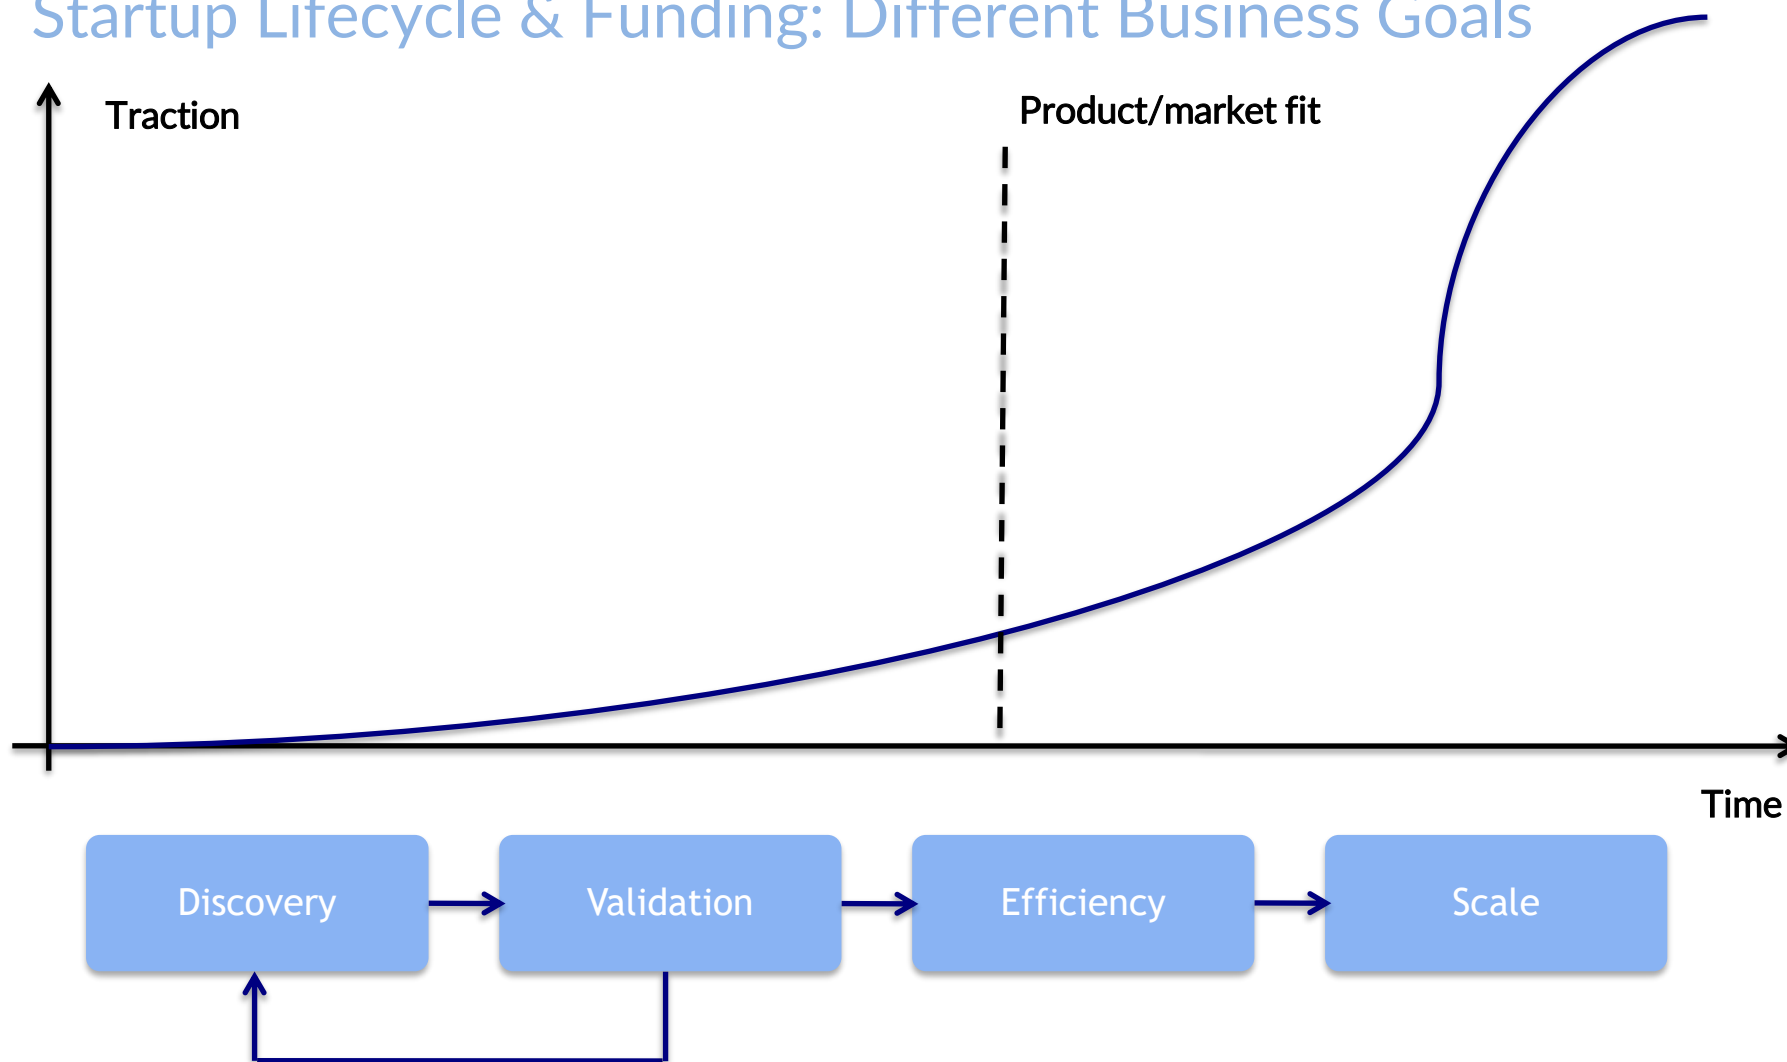 Startup Lifecycle & Funding: Different Business Goals
Traction
Product/market fit
Time
Discovery
Validation
Efficiency
Scale